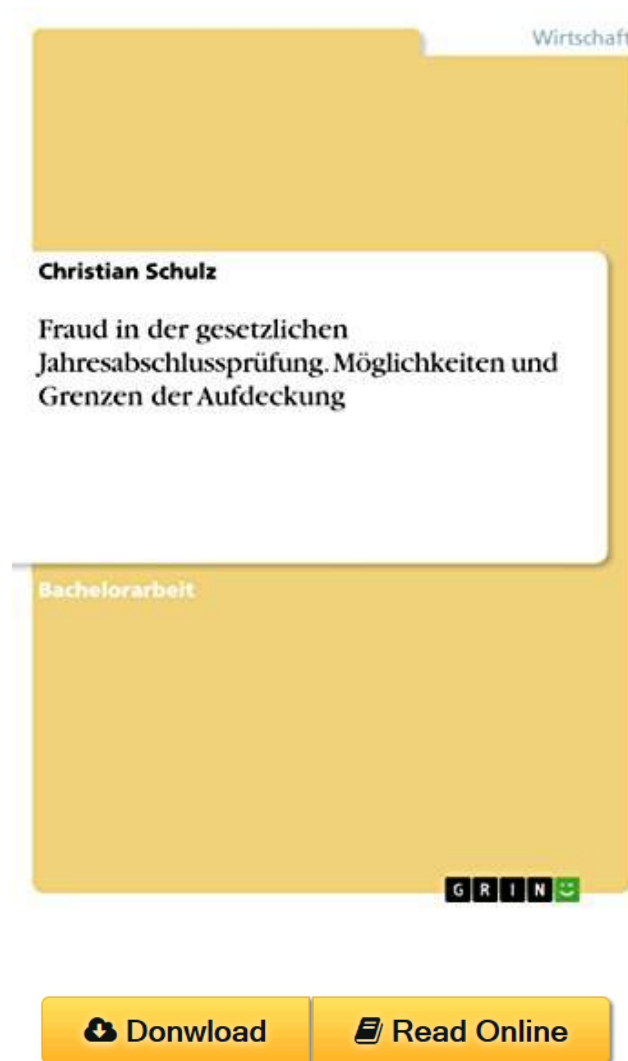 Wirtschaft
Christian Schulz
Fraud in der gesetzlichen
Jahresabschlussprüfung. Möglichkeiten und
Grenzen der Aufdeckung
Bachelorarbeit
GRIN
Donwload
Read Online